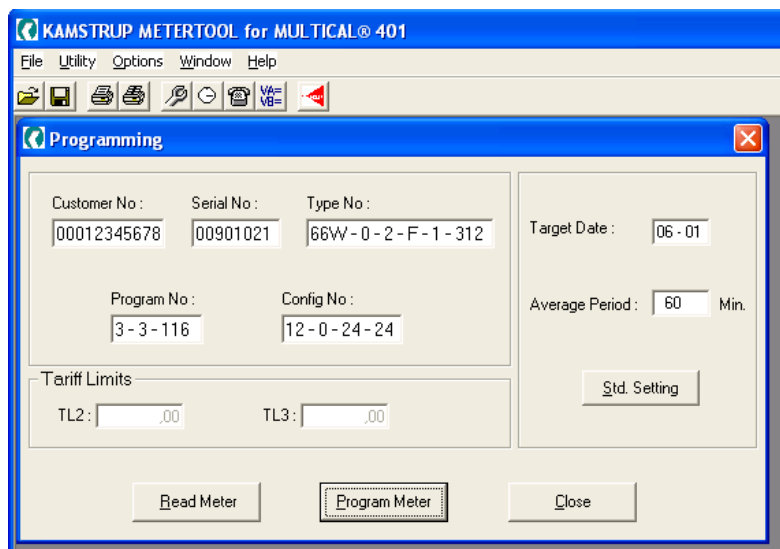 KAMSTRUP METERTOOL for MULTICAL® 401
File Utility Options Window Help
VA=
VB=
Programming
Customer No : Serial No : Type No :
00012345678 00901021 66W - 0 - 2 - F - 1 - 312
Target Date : 06 - 01
Program No : Config No :
3 - 3 - 116 12 - 0 - 24 - 24
Average Period : 60 Min.
Tariff Limits
TL2 : ,00 TL3 : ,00
Std. Setting
Read Meter Program Meter Close